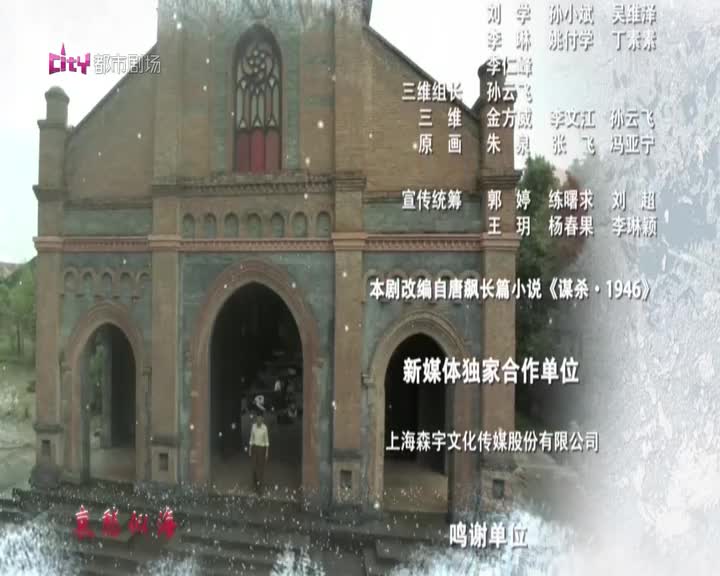 刘学 孙小斌 吴维泽
李琳 姚付学 丁素素
李仁峰
City都市剧场
三维组长 孙云飞
三维 金方威 李文江 孙云飞
原画 朱泉 张飞 冯亚宁
宣传统筹 郭婷 练曙求 刘超
王玥 杨春果 李琳颖
本剧改编自唐飙长篇小说《谋杀·1946》
新媒体独家合作单位
上海森宇文化传媒股份有限公司
鸣谢单位